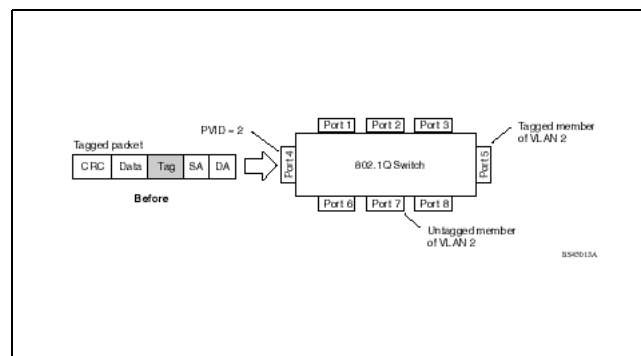 PVID = 2
Port 1
Port 2
Port 3
Tagged member
of VLAN 2
Tagged packet
CRC
Data
Tag
SA
DA
Before
Port 4
802.1Q Switch
Port 5
Port 6
Port 7
Port 8
Untagged member
of VLAN 2